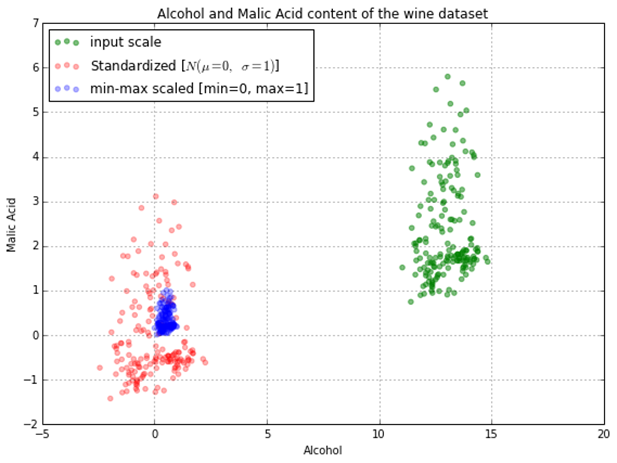 Alcohol and Malic Acid content of the wine dataset
7
input scale
Standardized [N(μ=0, σ=1)]
min-max scaled [min=0, max=1]
6
5
4
3
2
1
0
−1
−2
Malic Acid
−5
0
5
10
15
20
Alcohol